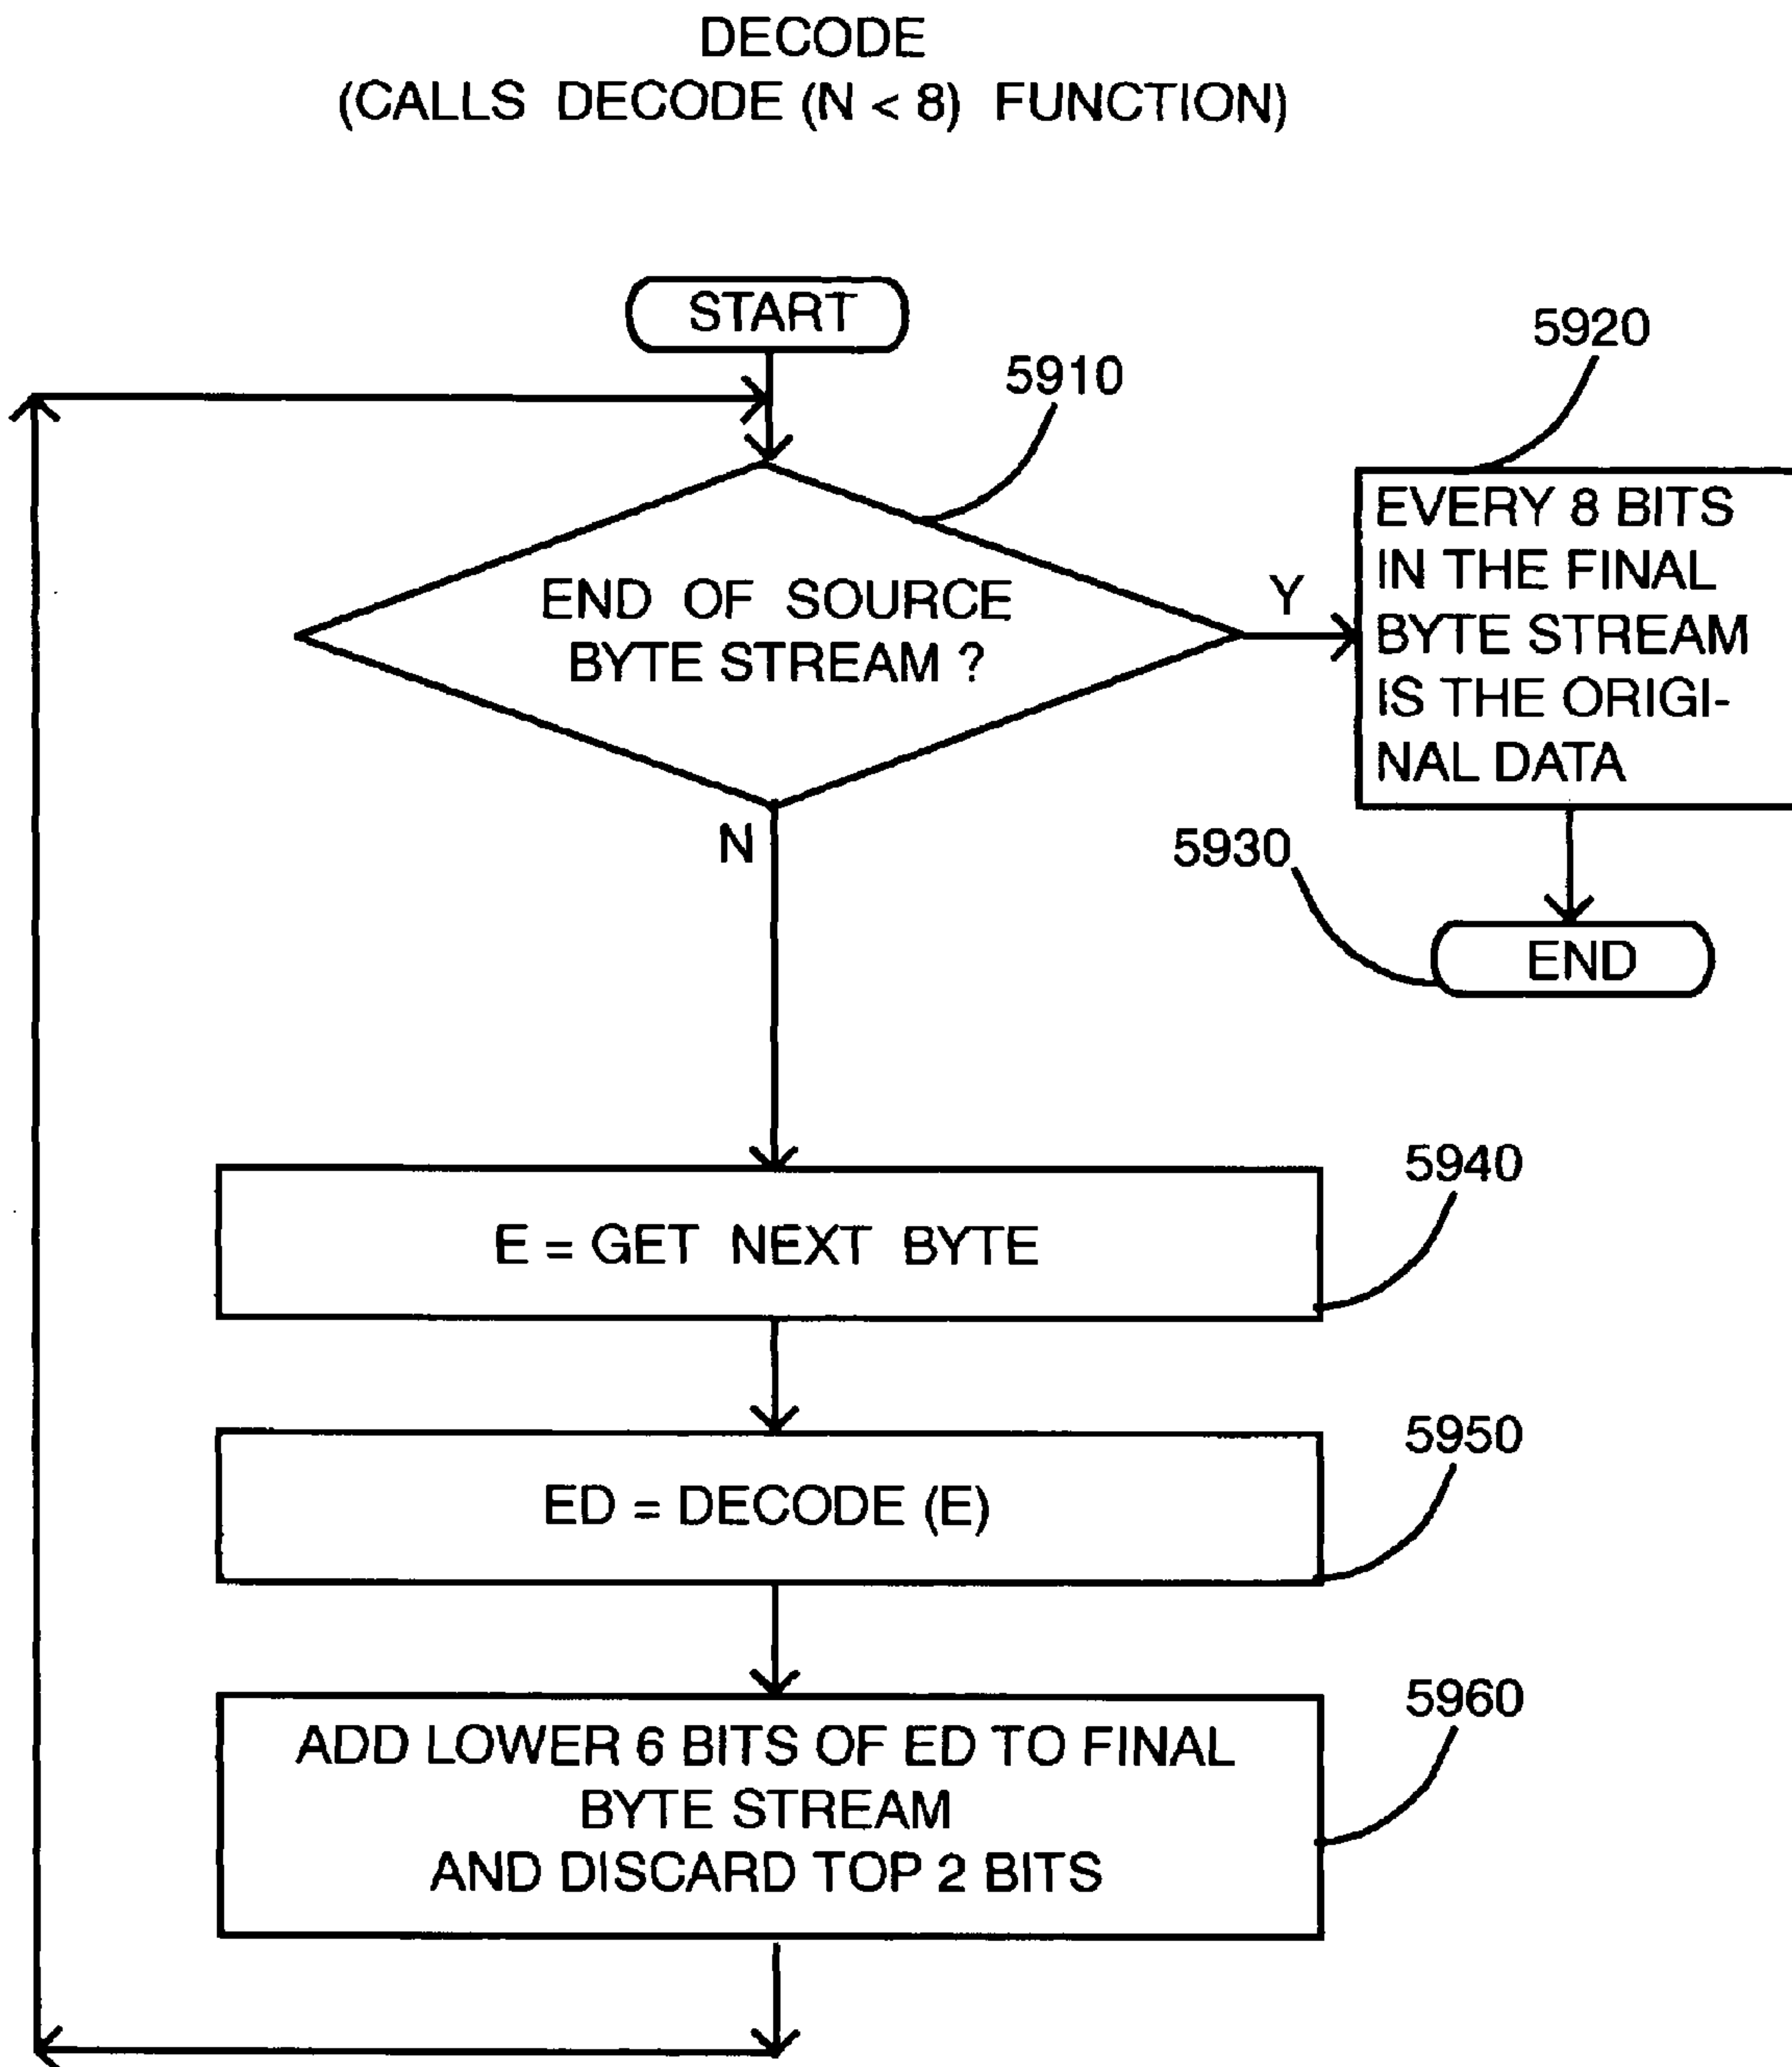 DECODE
(CALLS DECODE (N < 8) FUNCTION)
START
5910
5920
END OF SOURCE
BYTE STREAM ?
Y
EVERY 8 BITS
IN THE FINAL
BYTE STREAM
IS THE ORIGI-
NAL DATA
N
5930
END
5940
E = GET NEXT BYTE
5950
ED = DECODE (E)
5960
ADD LOWER 6 BITS OF ED TO FINAL
BYTE STREAM
AND DISCARD TOP 2 BITS